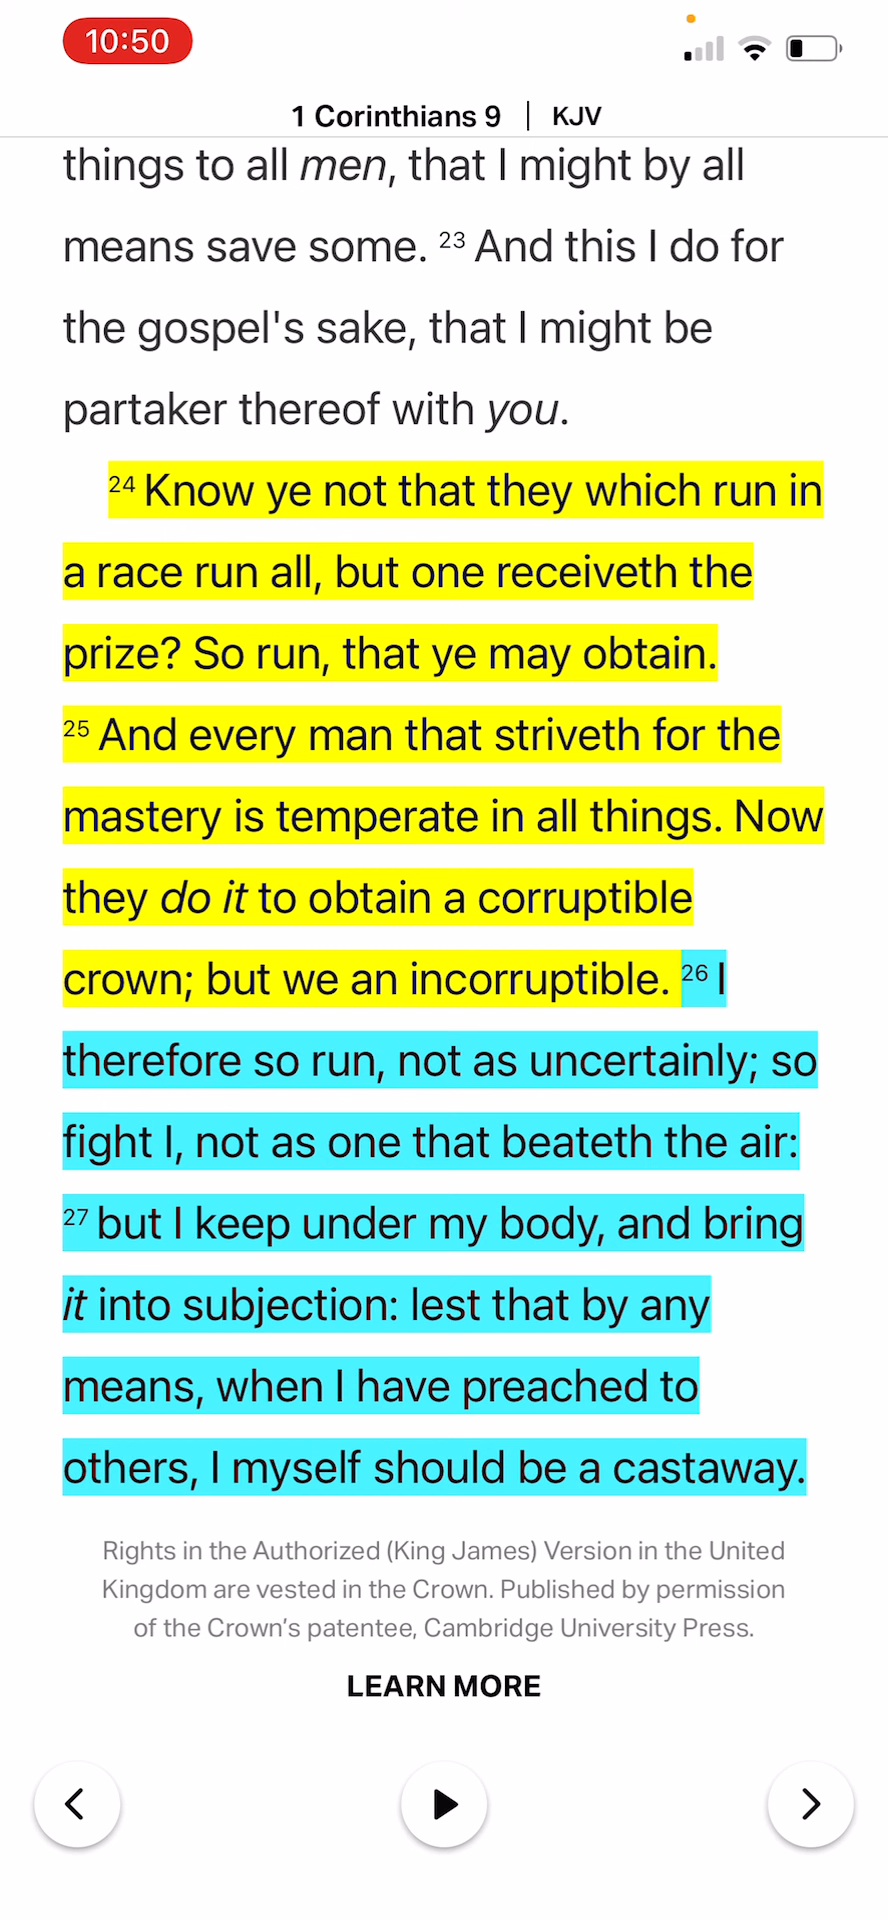 10:50
1 Corinthians 9 | KJV
things to all men, that I might by all
means save some. 23 And this I do for
the gospel's sake, that I might be
partaker thereof with you.
24 Know ye not that they which run in
a race run all, but one receiveth the
prize? So run, that ye may obtain.
25 And every man that striveth for the
mastery is temperate in all things. Now
they do it to obtain a corruptible
crown; but we an incorruptible. 26 I
therefore so run, not as uncertainly; so
fight I, not as one that beateth the air:
27 but I keep under my body, and bring
it into subjection: lest that by any
means, when I have preached to
others, I myself should be a castaway.
Rights in the Authorized (King James) Version in the United
Kingdom are vested in the Crown. Published by permission
of the Crown’s patentee, Cambridge University Press.
LEARN MORE